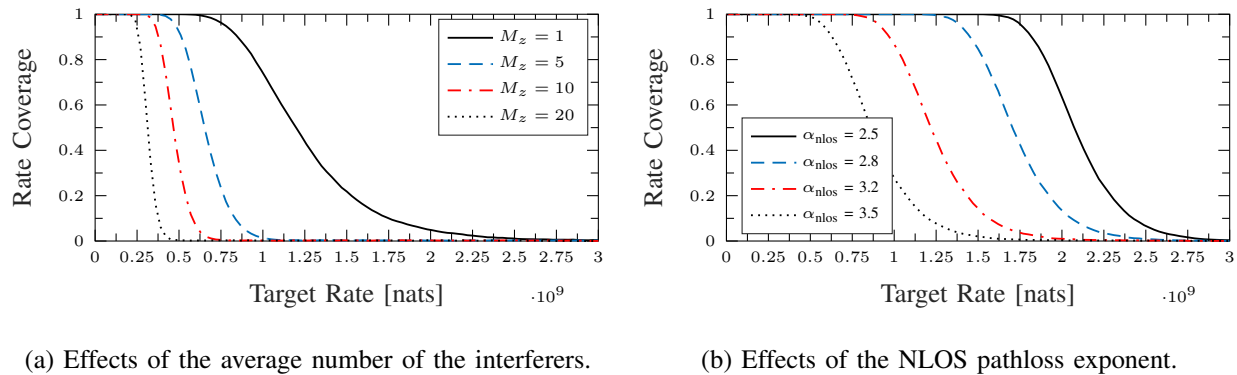 1
0.8
0.6
0.4
0.2
0
Rate Coverage
M_z = 1
M_z = 5
M_z = 10
M_z = 20
0 0.25 0.5 0.75 1 1.25 1.5 1.75 2 2.25 2.5 2.75 3
Target Rate [nats] ·10⁹
(a) Effects of the average number of the interferers.
1
0.8
0.6
0.4
0.2
0
Rate Coverage
α_nlos = 2.5
α_nlos = 2.8
α_nlos = 3.2
α_nlos = 3.5
0 0.25 0.5 0.75 1 1.25 1.5 1.75 2 2.25 2.5 2.75 3
Target Rate [nats] ·10⁹
(b) Effects of the NLOS pathloss exponent.